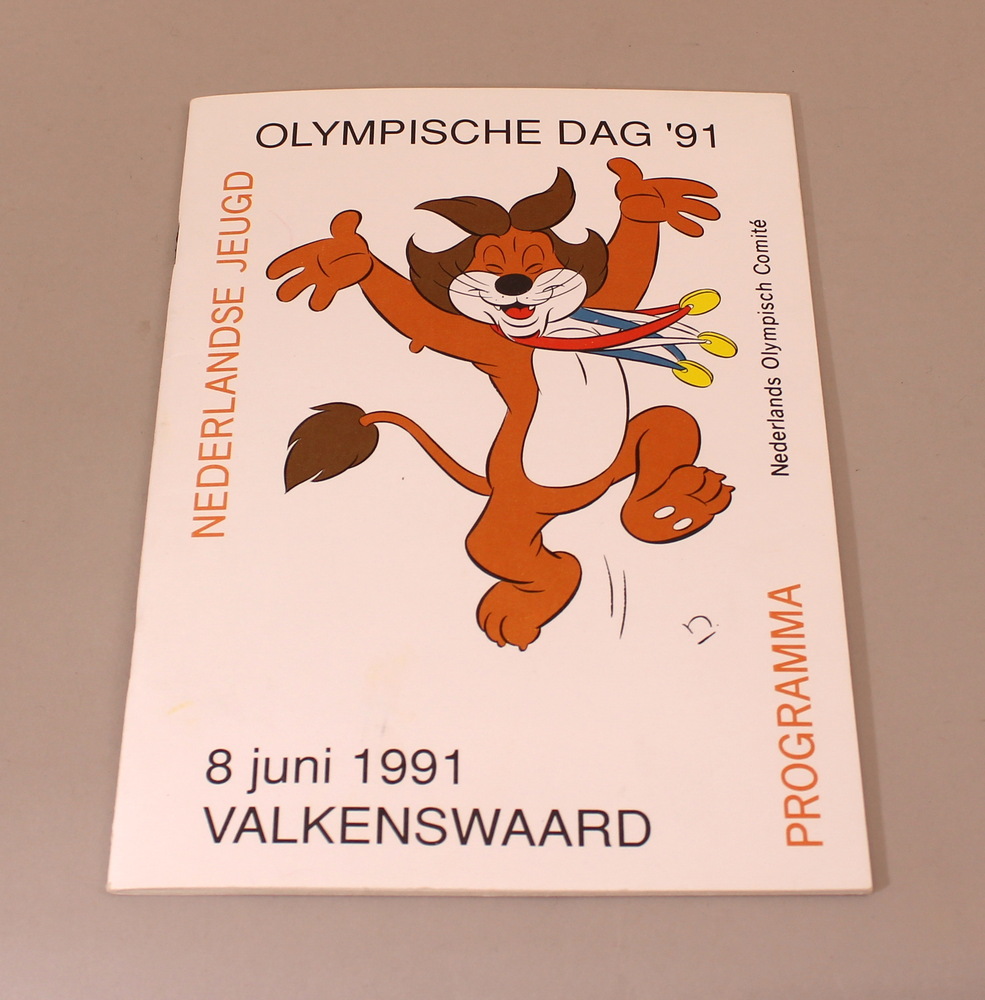 OLYMPISCHE DAG '91
NEDERLANDSE JEUGD
Nederlands Olympisch Comité
PROGRAMMA
8 juni 1991
VALKENSWAARD